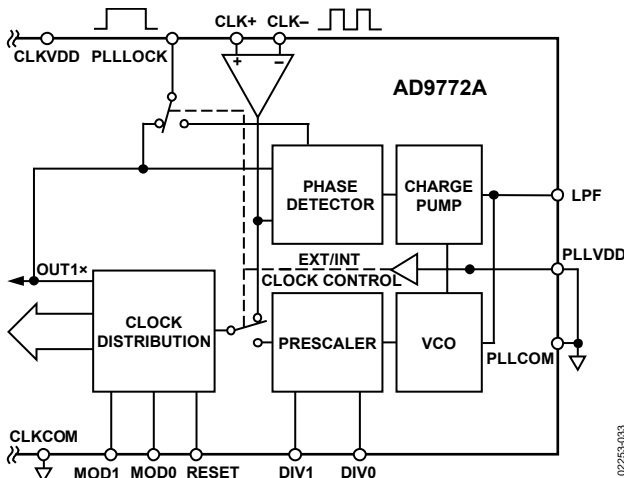 CLK+ CLK–
CLKVDD PLLLOCK
+ –
AD9772A
PHASE
DETECTOR
CHARGE
PUMP
LPF
PLLVDD
OUT1×
EXT/INT
CLOCK CONTROL
CLOCK
DISTRIBUTION
PRESCALER
VCO
PLLCOM
CLKCOM
MOD1 MOD0 RESET DIV1 DIV0
02253-033